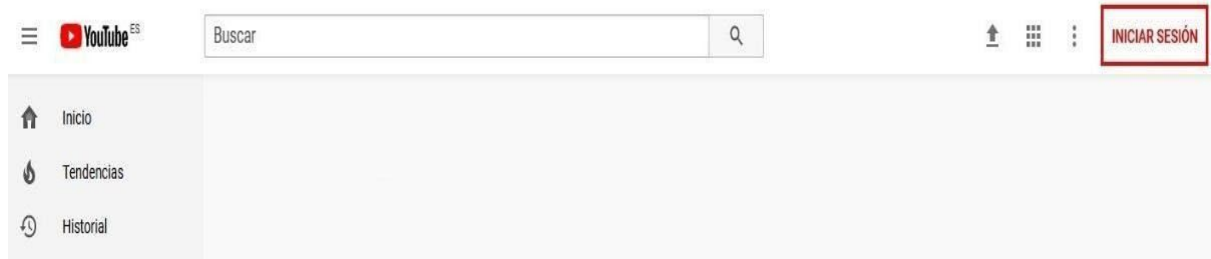 YouTube ES
Buscar
INICIAR SESIÓN
Inicio
Tendencias
Historial